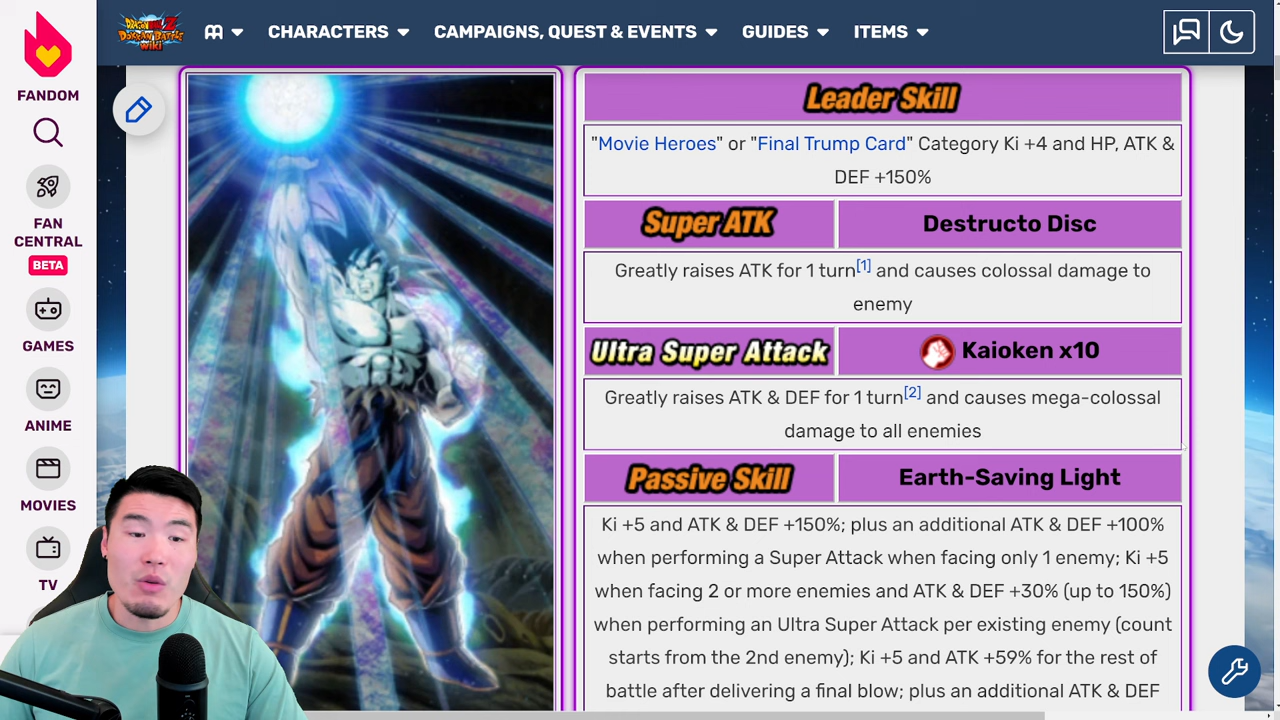 DRAGON BALL Z
DOKKAN BATTLE
WIKI
CHARACTERS
CAMPAIGNS, QUEST & EVENTS
GUIDES
ITEMS
FANDOM
FAN
CENTRAL
BETA
GAMES
ANIME
MOVIES
TV
Leader Skill
"Movie Heroes" or "Final Trump Card" Category Ki +4 and HP, ATK &
DEF +150%
Super ATK
Destructo Disc
Greatly raises ATK for 1 turn[1] and causes colossal damage to
enemy
Ultra Super Attack
Kaioken x10
Greatly raises ATK & DEF for 1 turn[2] and causes mega-colossal
damage to all enemies
Passive Skill
Earth-Saving Light
Ki +5 and ATK & DEF +150%; plus an additional ATK & DEF +100%
when performing a Super Attack when facing only 1 enemy; Ki +5
when facing 2 or more enemies and ATK & DEF +30% (up to 150%)
when performing an Ultra Super Attack per existing enemy (count
starts from the 2nd enemy); Ki +5 and ATK +59% for the rest of
battle after delivering a final blow; plus an additional ATK & DEF